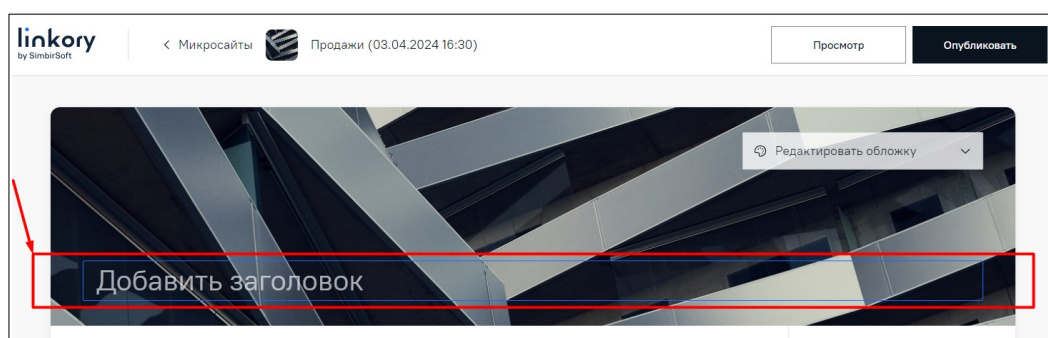 linkory
by SimbirSoft
Микросайты
Продажи (03.04.2024 16:30)
Просмотр
Опубликовать
Редактировать обложку
Добавить заголовок